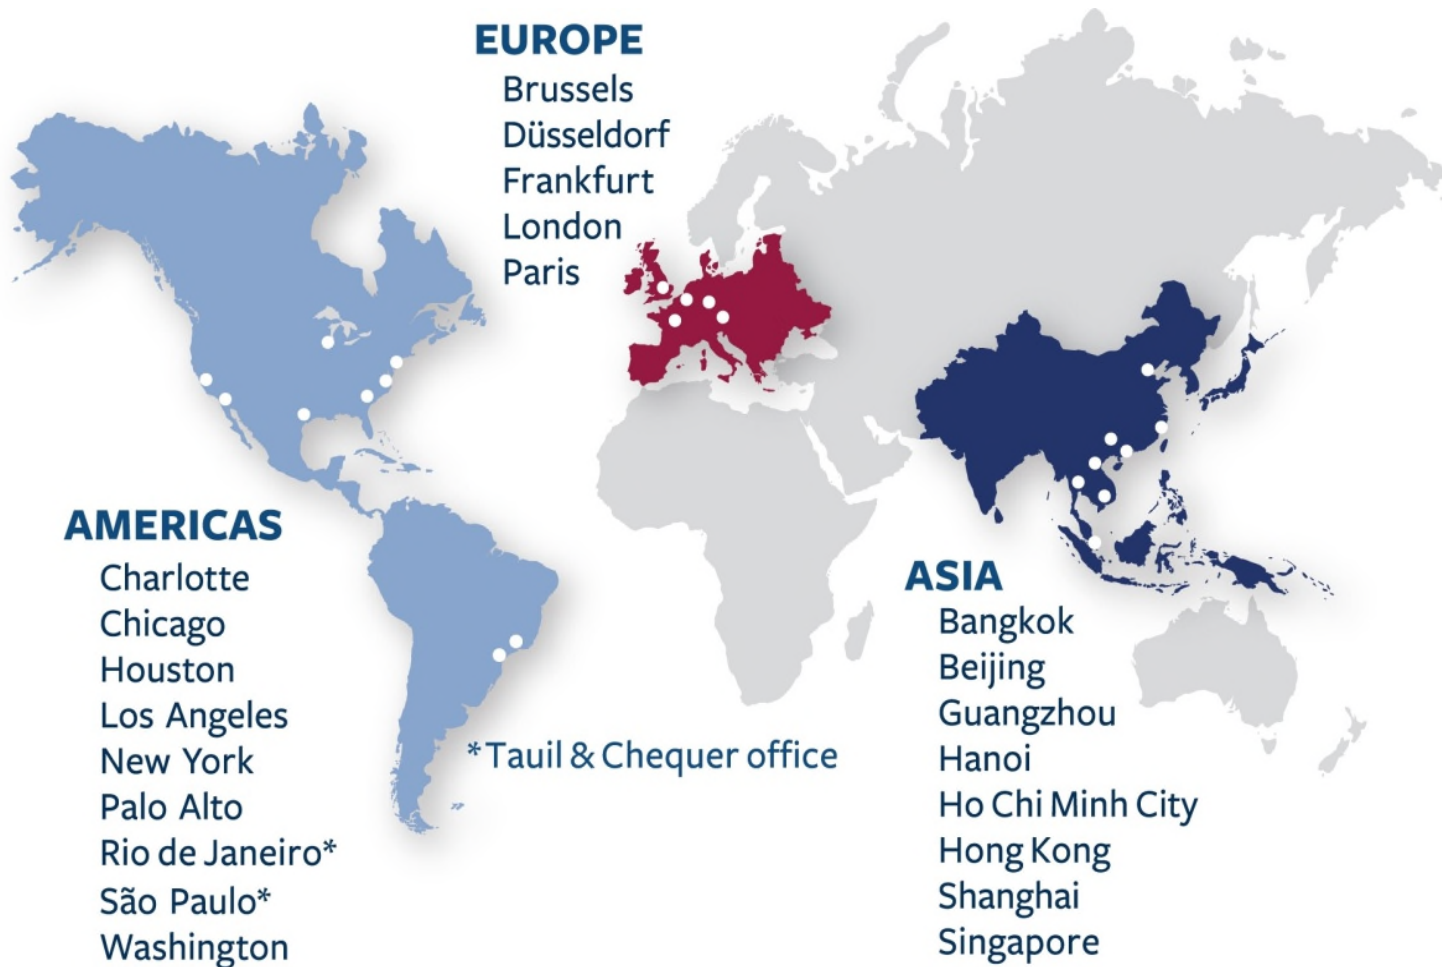 EUROPE
Brussels
Düsseldorf
Frankfurt
London
Paris
AMERICAS
Charlotte
Chicago
Houston
Los Angeles
New York
Palo Alto
Rio de Janeiro*
São Paulo*
Washington
*Tauil & Chequer office
ASIA
Bangkok
Beijing
Guangzhou
Hanoi
Ho Chi Minh City
Hong Kong
Shanghai
Singapore